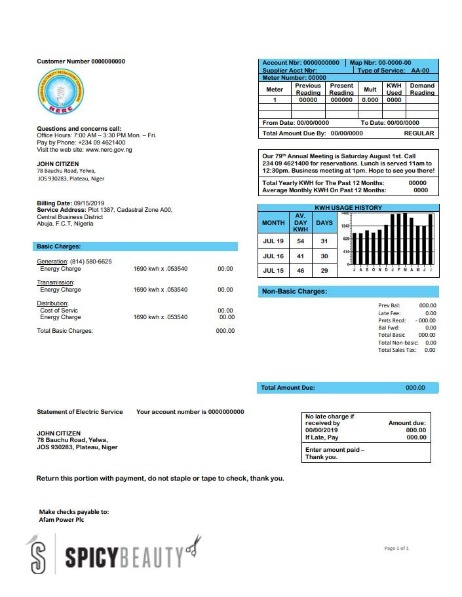 Customer Number 0000000000
NERC
Questions and concerns call:
Office Hours: 7:00 AM – 3:30 PM Mon. – Fri.
Pay by Phone: +234 09 4621400
Visit the web site: www.nerc.gov.ng
JOHN CITIZEN
78 Bauchu Road, Yelwa,
JOS 930283, Plateau, Niger
Billing Date: 09/15/2019
Service Address: Plot 1387, Cadastral Zone A00,
Central Business District
Abuja, F.C.T, Nigeria
Basic Charges:
Generation: (814) 580-6625
Energy Charge 1690 kwh x .053540 00.00
Transmission:
Energy Charge 1690 kwh x .053540 00.00
Distribution:
Cost of Servic 00.00
Energy Charge 1690 kwh x .053540 00.00
Total Basic Charges: 000.00
Account Nbr: 0000000000 Map Nbr: 00-0000-00
Supplier Acct Nbr: Type of Service: AA-00
Meter Number: 00000
Meter Previous Reading Present Reading Mult KWH Used Demand Reading
1 00000 000000 0.000 0000
From Date: 00/00/0000 To Date: 00/00/0000
Total Amount Due By: 00/00/0000 REGULAR
Our 79th Annual Meeting is Saturday August 1st. Call
234 09 4621400 for reservations. Lunch is served 11am to
12:30pm. Business meeting at 1pm. Hope to see you there!
Total Yearly KWH for The Past 12 Months: 00000
Average Monthly KWH for The Past 12 Months: 0000
KWH USAGE HISTORY
MONTH AV. DAY KWH DAYS
JUL 19 54 31
JUL 16 41 30
JUL 15 46 29
Non-Basic Charges:
Prev Bal: 000.00
Late Fee: 0.00
Pmts Recd: - 000.00
Bal Fwd: 0.00
Total Basic 000.00
Total Non-basic: 0.00
Total Sales Tax: 0.00
Total Amount Due: 000.00
Statement of Electric Service Your account number is 0000000000
JOHN CITIZEN
78 Bauchu Road, Yelwa,
JOS 930283, Plateau, Niger
No late charge if
received by Amount due:
00/00/2019 000.00
If Late, Pay 000.00
Enter amount paid –
Thank you.
Return this portion with payment, do not staple or tape to check, thank you.
Make checks payable to:
Afam Power Plc
SPICYBEAUTY
Page 1 of 1